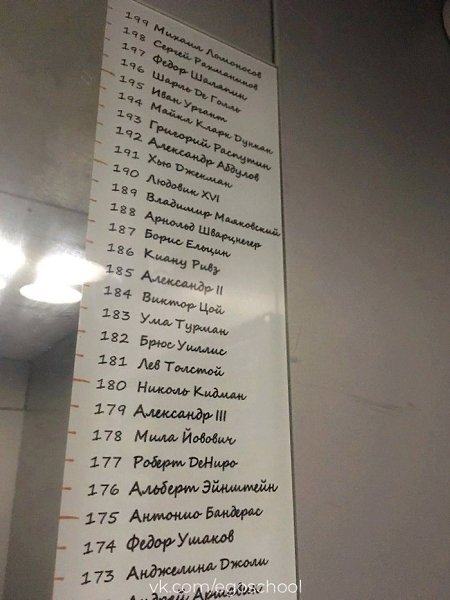 199 Михаил Ломоносов
198 Сергей Рахманинов
197 Федор Шаляпин
196 Шарль Де Голль
195 Иван Ургант
194 Майкл Кларк Дункан
193 Григорий Распутин
192 Александр Абдулов
191 Хью Джекман
190 Людовик XVI
189 Владимир Маяковский
188 Арнольд Шварцнегер
187 Борис Ельцин
186 Киану Ривз
185 Александр II
184 Виктор Цой
183 Ума Турман
182 Брюс Уиллис
181 Лев Толстой
180 Николь Кидман
179 Александр III
178 Мила Йовович
177 Роберт ДеНиро
176 Альберт Эйнштейн
175 Антонио Бандерас
174 Федор Ушаков
173 Анджелина Джоли
vk.com/egoschool
Андрей